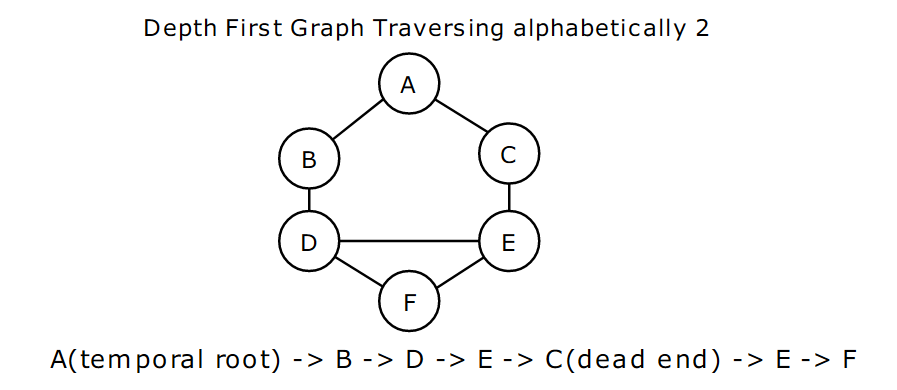 Depth First Graph Traversing alphabetically 2
A
B
C
D
E
F
A(temporal root) -> B -> D -> E -> C(dead end) -> E -> F